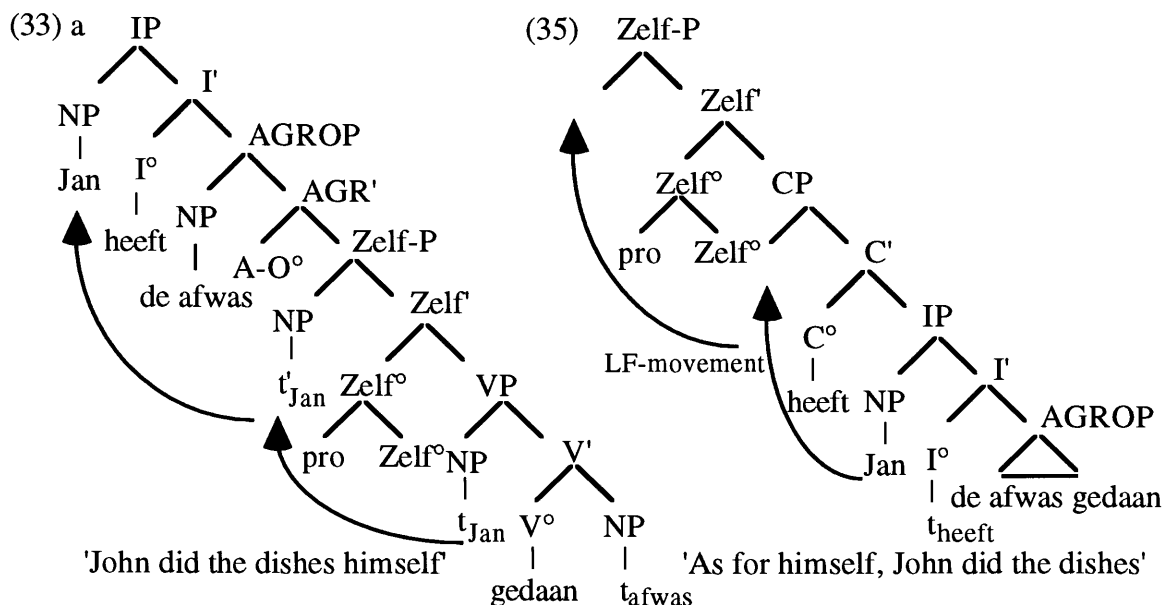 (33) a IP
NP I'
Jan I° AGROP
heeft NP AGR'
de afwas A-O° Zelf-P
NP Zelf'
t'Jan Zelf° VP
pro Zelf° NP V'
tJan V° NP
gedaan tafwas
'John did the dishes himself'
(35) Zelf-P
Zelf'
Zelf° CP
pro Zelf° C'
LF-movement
C° IP
heeft NP I'
Jan I° AGROP
theeft de afwas gedaan
'As for himself, John did the dishes'